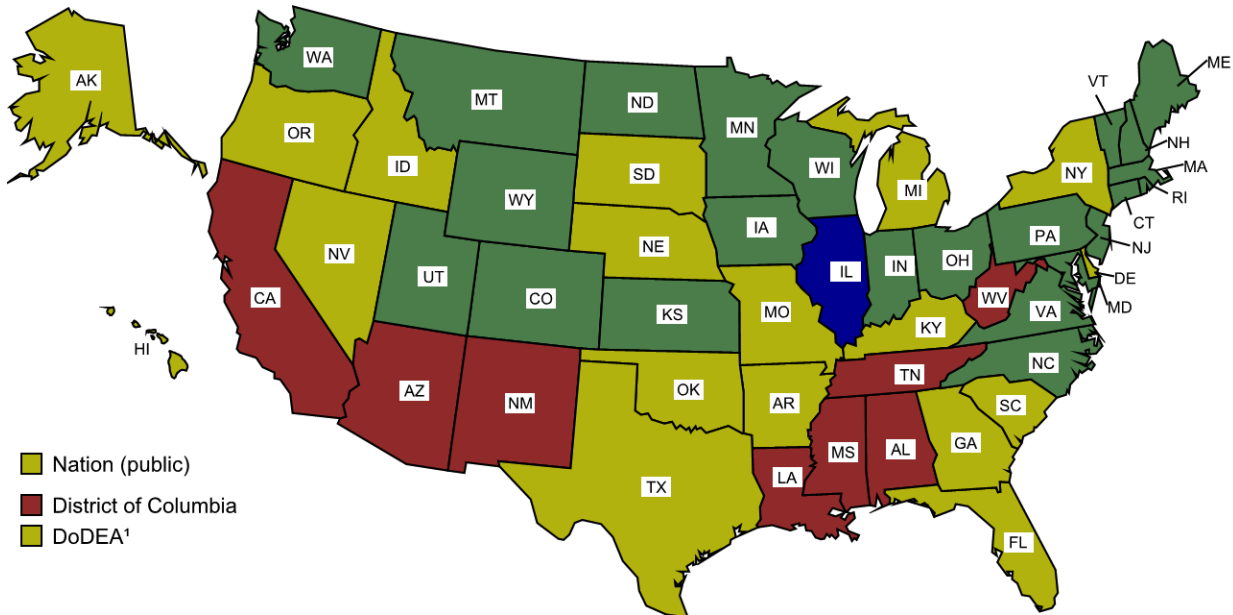 WA
AK
MT
ND
MN
VT
ME
OR
ID
SD
WI
MI
NY
NH
MA
WY
RI
CT
NV
NE
IA
PA
NJ
UT
CO
IL
IN
OH
DE
CA
KS
MO
WV
MD
VA
HI
KY
AZ
NM
OK
AR
TN
NC
SC
MS
AL
GA
Nation (public)
TX
LA
District of Columbia
DoDEA¹
FL